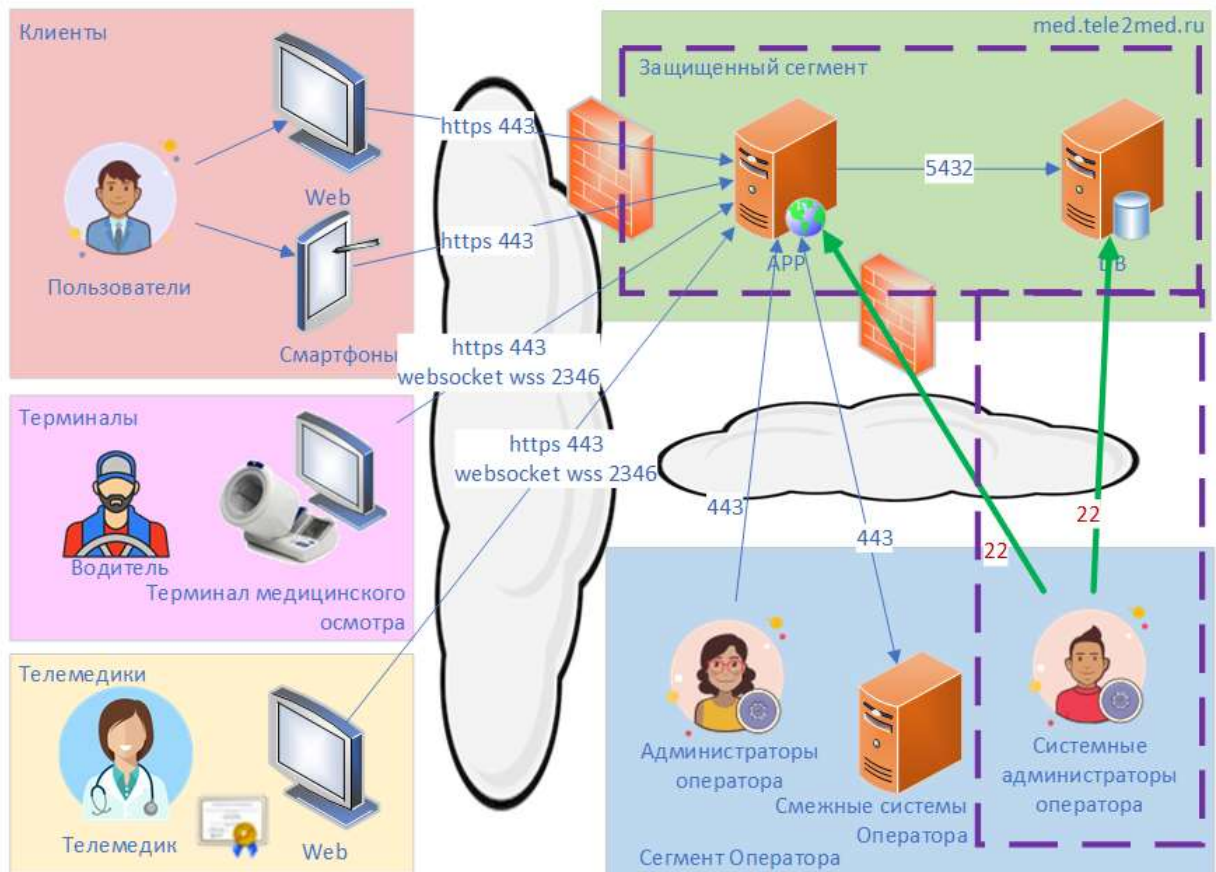 Клиенты
Пользователи
Web
Смартфоны
Терминалы
Водитель
Терминал медицинского
осмотра
Телемедики
Телемедик
Web
https 443
https 443
https 443
websocket wss 2346
https 443
websocket wss 2346
med.tele2med.ru
Защищенный сегмент
APP
5432
DB
443
443
22
22
Администраторы
оператора
Смежные системы
Оператора
Системные
администраторы
оператора
Сегмент Оператора